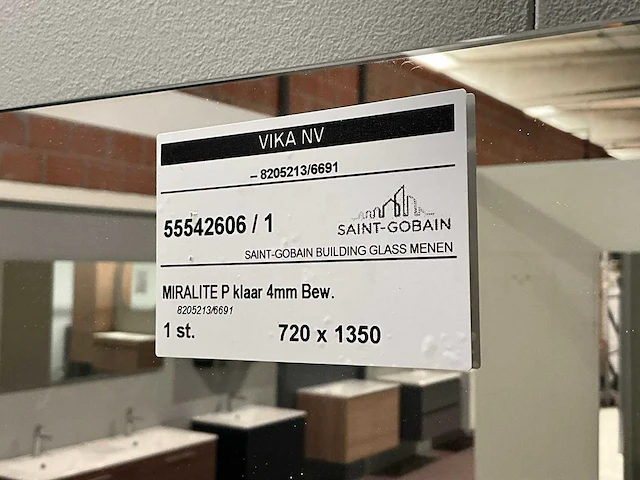 VIKA NV
– 8205213/6691
55542606 / 1
SAINT-GOBAIN
SAINT-GOBAIN BUILDING GLASS MENEN
MIRALITE P klaar 4mm Bew.
8205213/6691
1 st. 720 x 1350